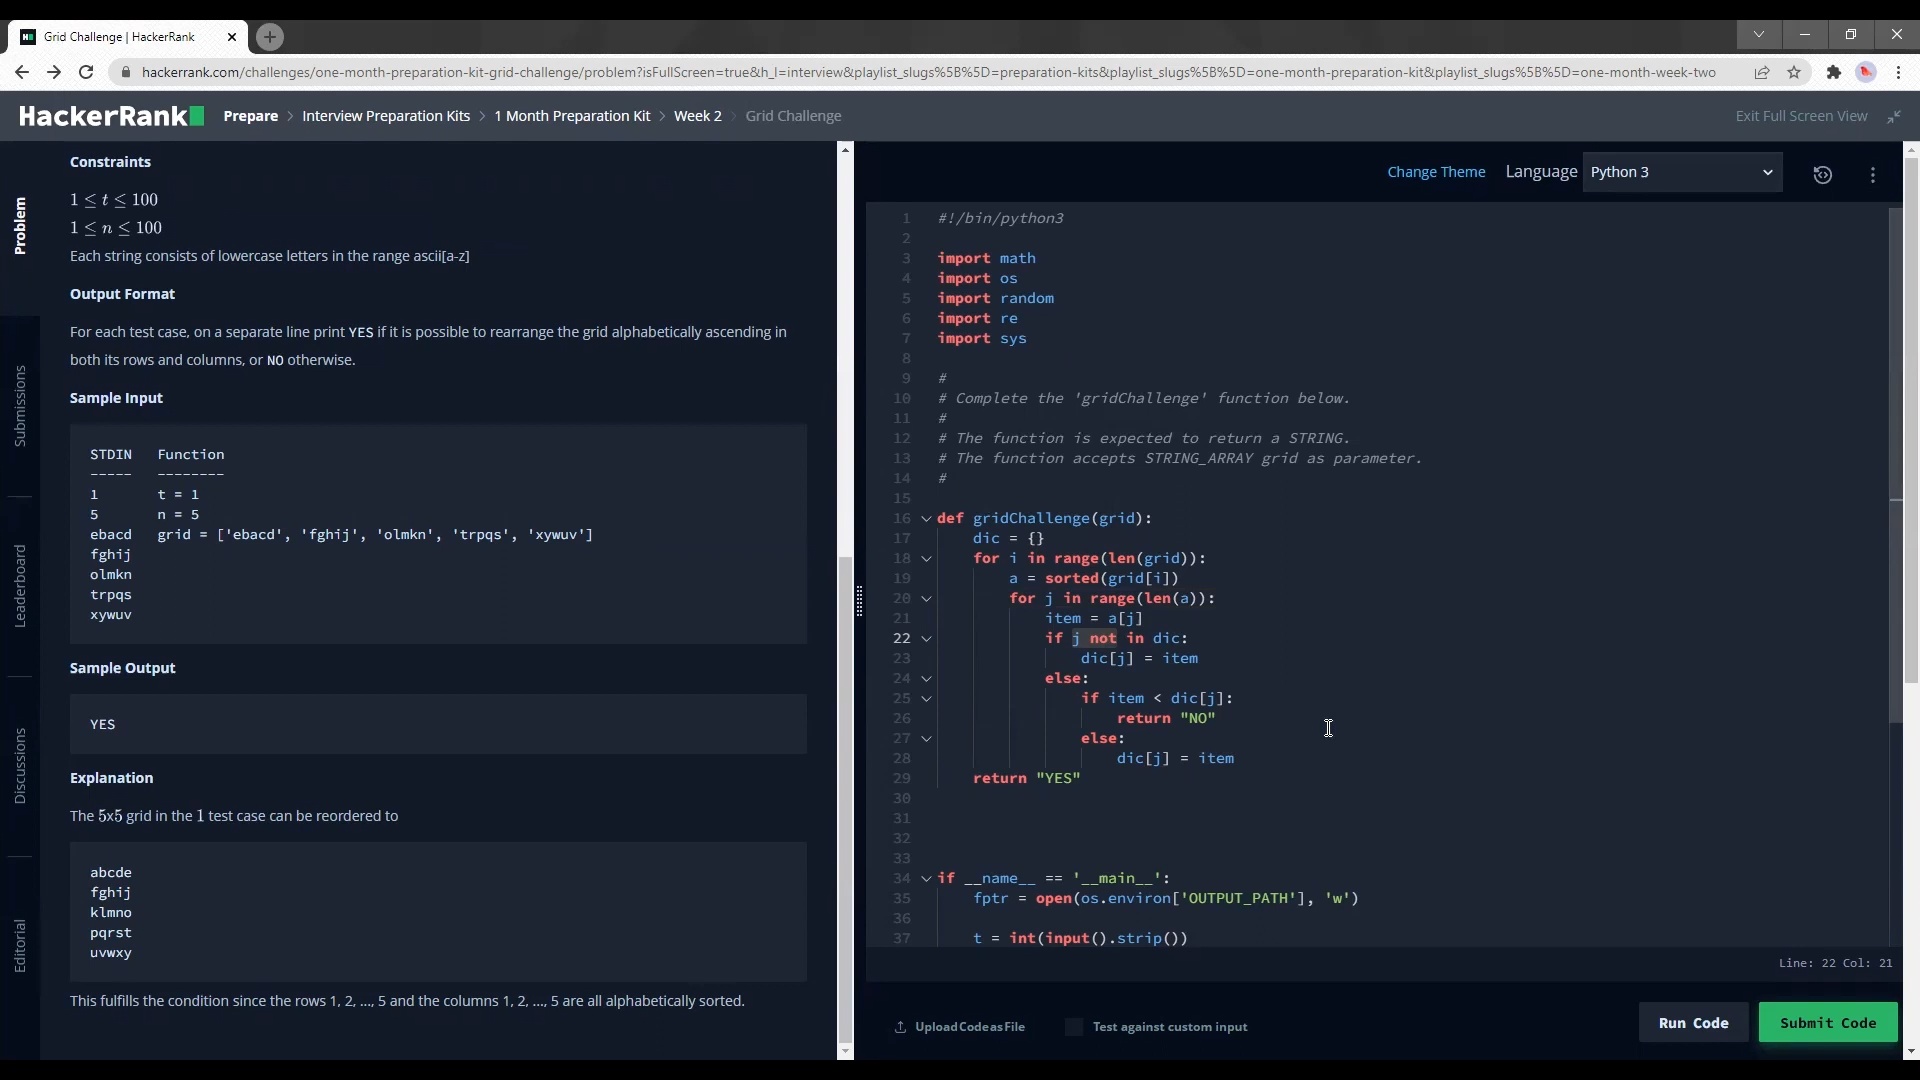 Grid Challenge | HackerRank
hackerrank.com/challenges/one-month-preparation-kit-grid-challenge/problem?isFullScreen=true&h_l=interview&playlist_slugs%5B%5D=preparation-kits&playlist_slugs%5B%5D=one-month-preparation-kit&playlist_slugs%5B%5D=one-month-week-two
HackerRank
Prepare > Interview Preparation Kits > 1 Month Preparation Kit > Week 2 > Grid Challenge
Exit Full Screen View
Problem
Submissions
Leaderboard
Discussions
Editorial
Constraints
1 ≤ t ≤ 100
1 ≤ n ≤ 100
Each string consists of lowercase letters in the range ascii[a-z]
Output Format
For each test case, on a separate line print YES if it is possible to rearrange the grid alphabetically ascending in
both its rows and columns, or NO otherwise.
Sample Input
STDIN   Function
-----   --------
1       t = 1
5       n = 5
ebacd   grid = ['ebacd', 'fghij', 'olmkn', 'trpqs', 'xywuv']
fghij
olmkn
trpqs
xywuv
Sample Output
YES
Explanation
The 5x5 grid in the 1 test case can be reordered to
abcde
fghij
klmno
pqrst
uvwxy
This fulfills the condition since the rows 1, 2, ..., 5 and the columns 1, 2, ..., 5 are all alphabetically sorted.
Change Theme Language Python 3
1 #!/bin/python3
2
3 import math
4 import os
5 import random
6 import re
7 import sys
8
9 #
10 # Complete the 'gridChallenge' function below.
11 #
12 # The function is expected to return a STRING.
13 # The function accepts STRING_ARRAY grid as parameter.
14 #
15
16 def gridChallenge(grid):
17     dic = {}
18     for i in range(len(grid)):
19         a = sorted(grid[i])
20         for j in range(len(a)):
21             item = a[j]
22             if j not in dic:
23                 dic[j] = item
24             else:
25                 if item < dic[j]:
26                     return "NO"
27                 else:
28                     dic[j] = item
29     return "YES"
30
31
32
33
34 if __name__ == '__main__':
35     fptr = open(os.environ['OUTPUT_PATH'], 'w')
36
37     t = int(input().strip())
Line: 22 Col: 21
Upload Code as File
Test against custom input
Run Code
Submit Code